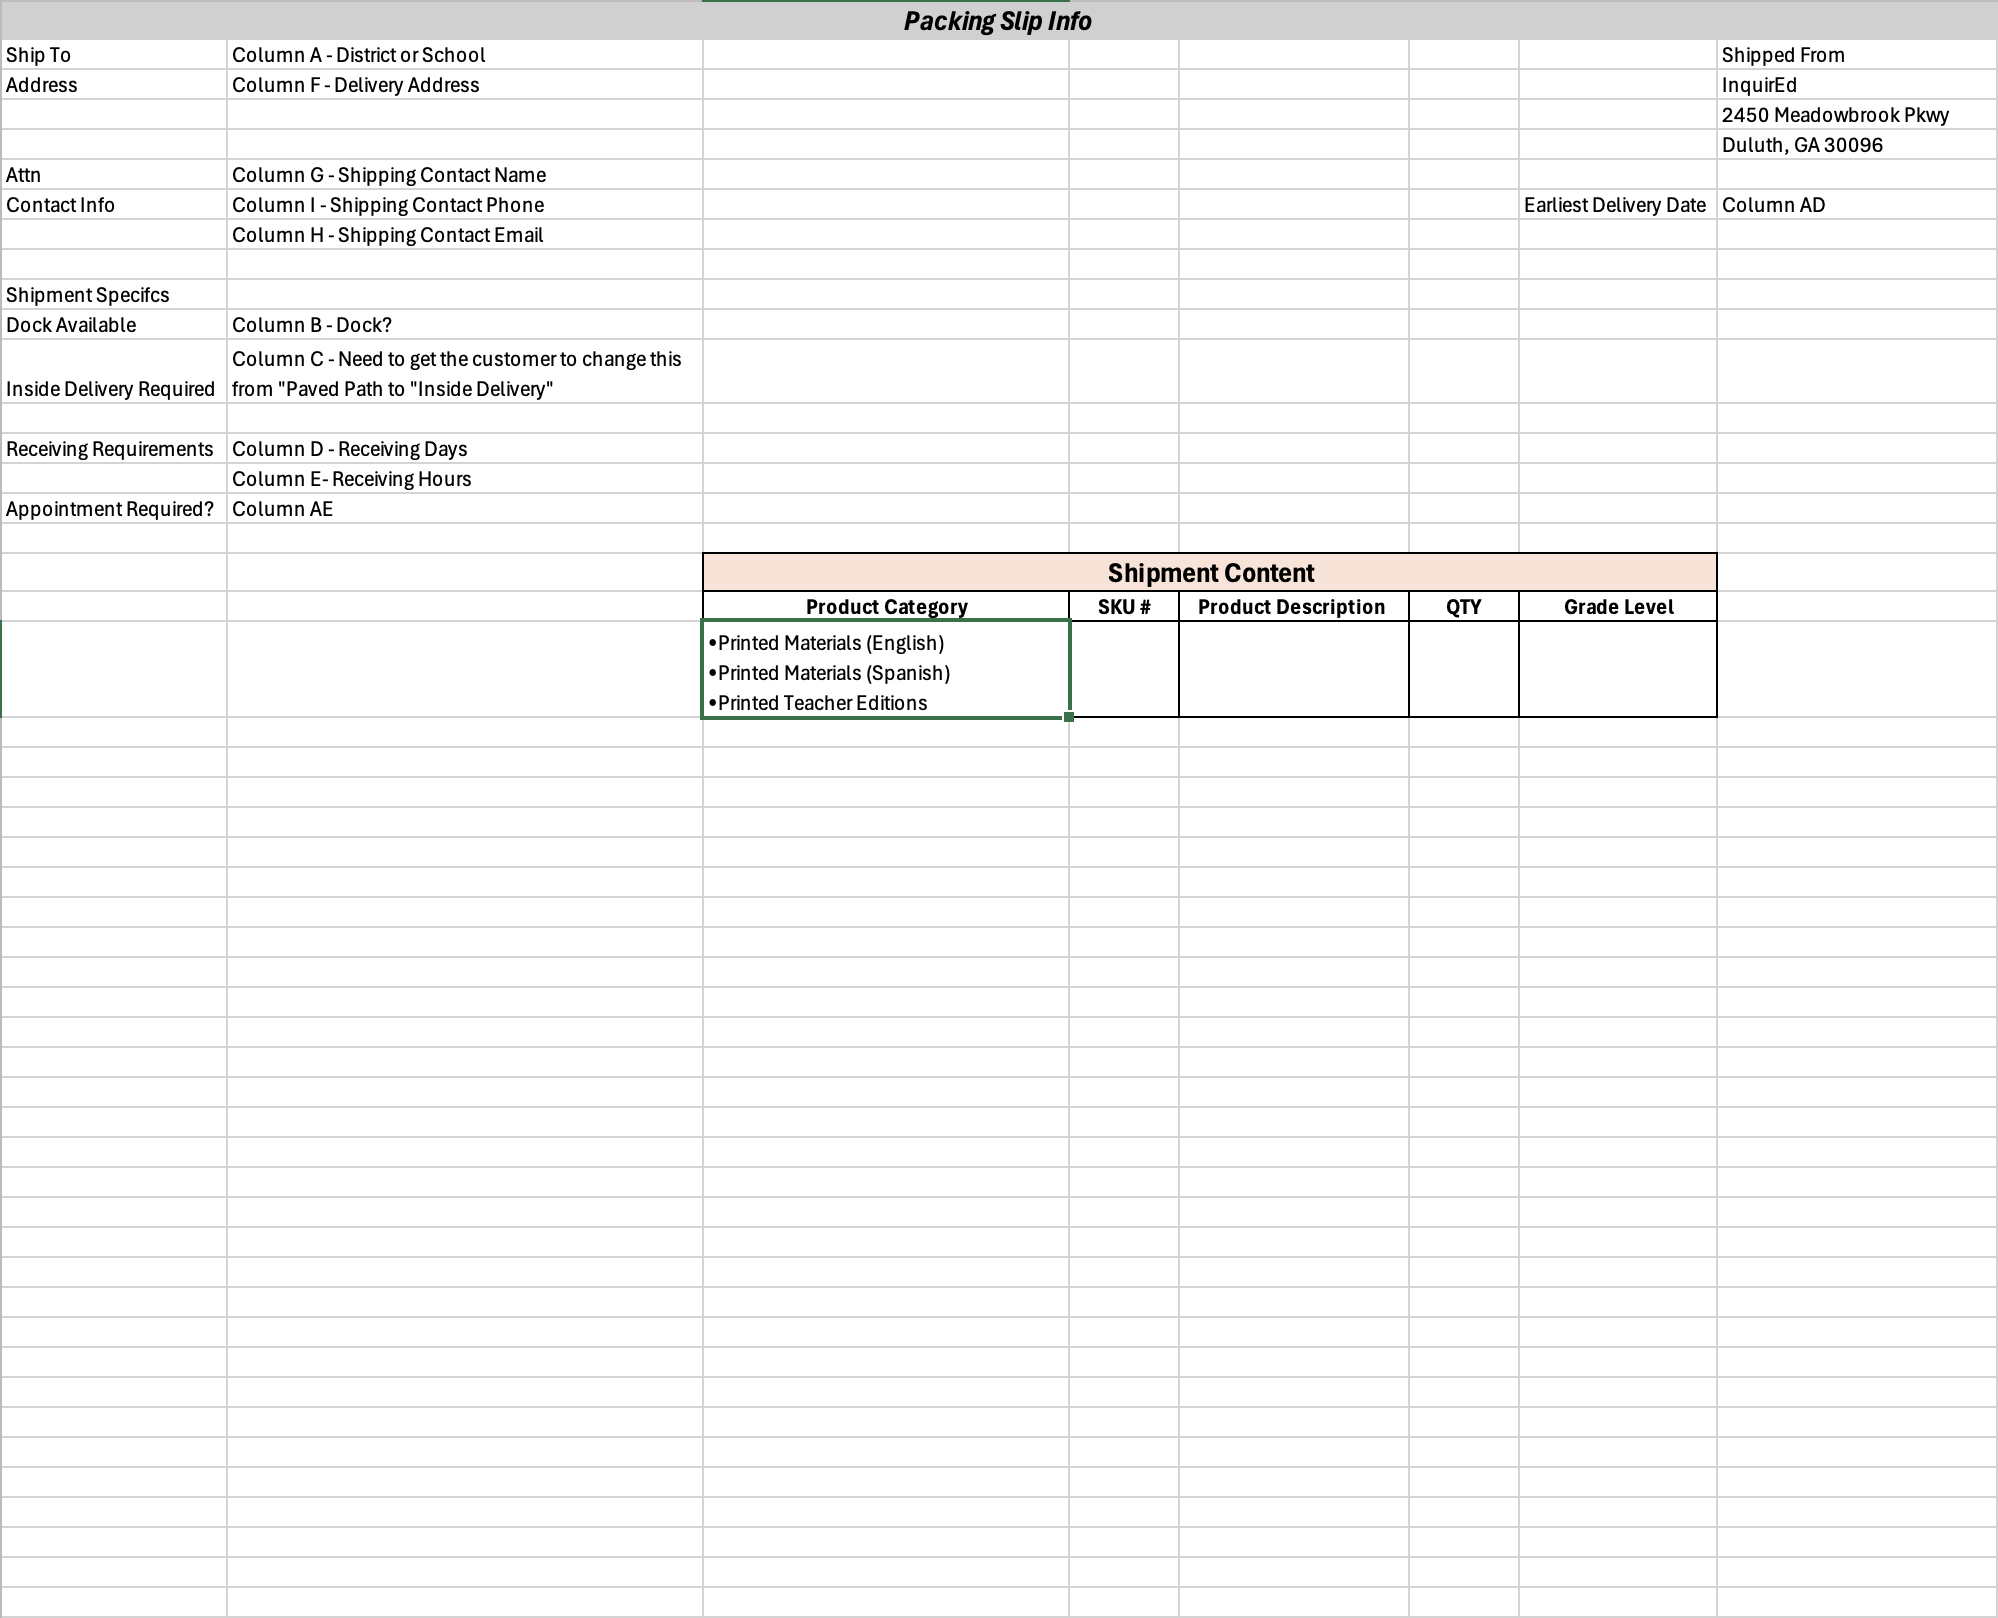 Packing Slip Info
Ship To Column A - District or School Shipped From
Address Column F - Delivery Address InquirEd
2450 Meadowbrook Pkwy
Duluth, GA 30096
Attn Column G - Shipping Contact Name
Contact Info Column I - Shipping Contact Phone Earliest Delivery Date Column AD
Column H - Shipping Contact Email
Shipment Specifcs
Dock Available Column B - Dock?
Column C - Need to get the customer to change this
Inside Delivery Required from "Paved Path to "Inside Delivery"
Receiving Requirements Column D - Receiving Days
Column E- Receiving Hours
Appointment Required? Column AE
Shipment Content
Product Category SKU # Product Description QTY Grade Level
•Printed Materials (English)
•Printed Materials (Spanish)
•Printed Teacher Editions